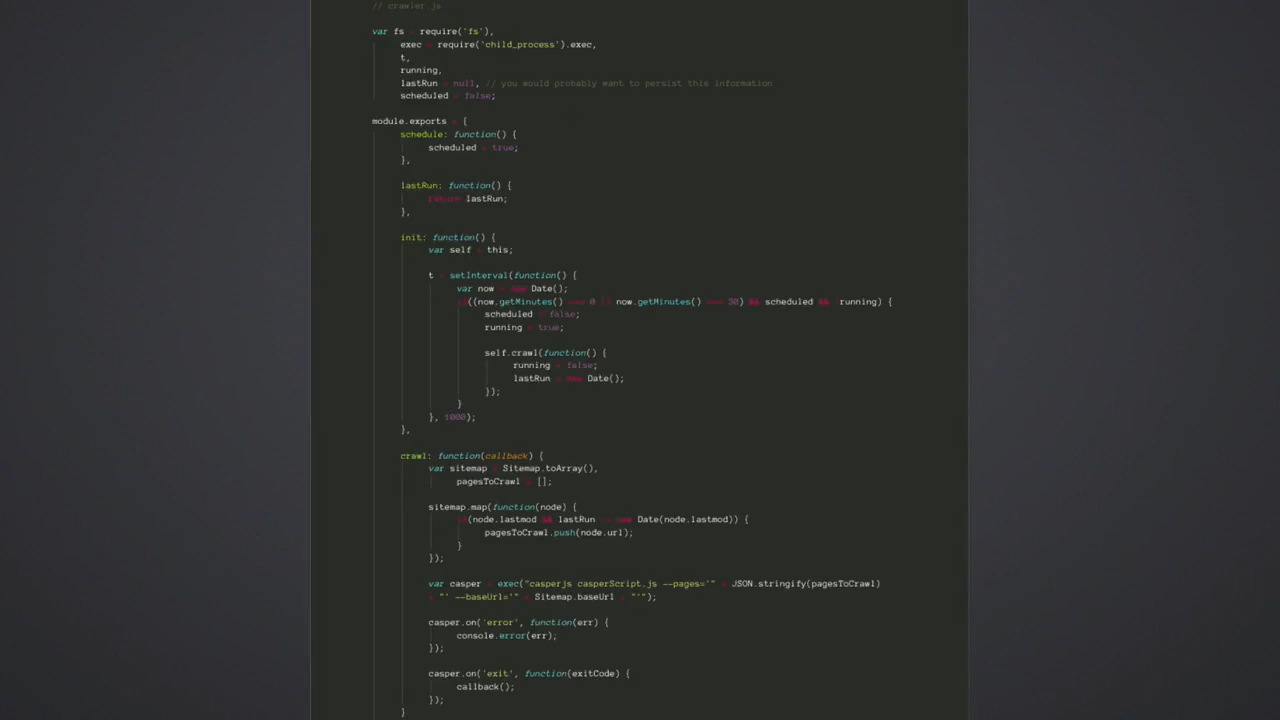 // crawler.js
var fs = require('fs'),
exec = require('child_process').exec,
t,
running,
lastRun = null, // you would probably want to persist this information
scheduled = false;
module.exports = {
schedule: function() {
scheduled = true;
},
lastRun: function() {
return lastRun;
},
init: function() {
var self = this;
t = setInterval(function() {
var now = new Date();
if((now.getMinutes() === 0 || now.getMinutes() === 30) && scheduled && !running) {
scheduled = false;
running = true;
self.crawl(function() {
running = false;
lastRun = new Date();
});
}
}, 1000);
},
crawl: function(callback) {
var sitemap = Sitemap.toArray(),
pagesToCrawl = [];
sitemap.map(function(node) {
if(node.lastmod && lastRun new Date(node.lastmod)) {
pagesToCrawl.push(node.url);
}
});
var casper = exec("casperjs casperScript.js --pages='" + JSON.stringify(pagesToCrawl)
+ "' --baseUrl='" + Sitemap.baseUrl + "'");
casper.on('error', function(err) {
console.error(err);
});
casper.on('exit', function(exitCode) {
callback();
});
}